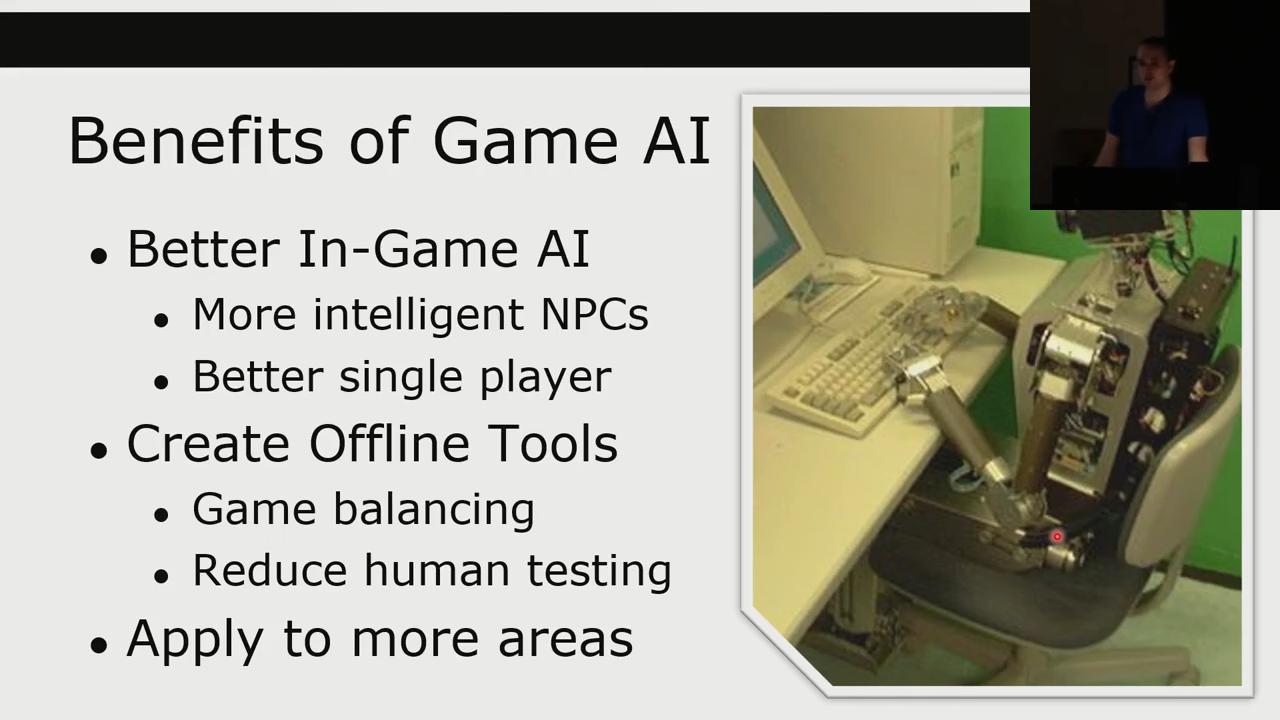 Benefits of Game AI
• Better In-Game AI
• More intelligent NPCs
• Better single player
• Create Offline Tools
• Game balancing
• Reduce human testing
• Apply to more areas